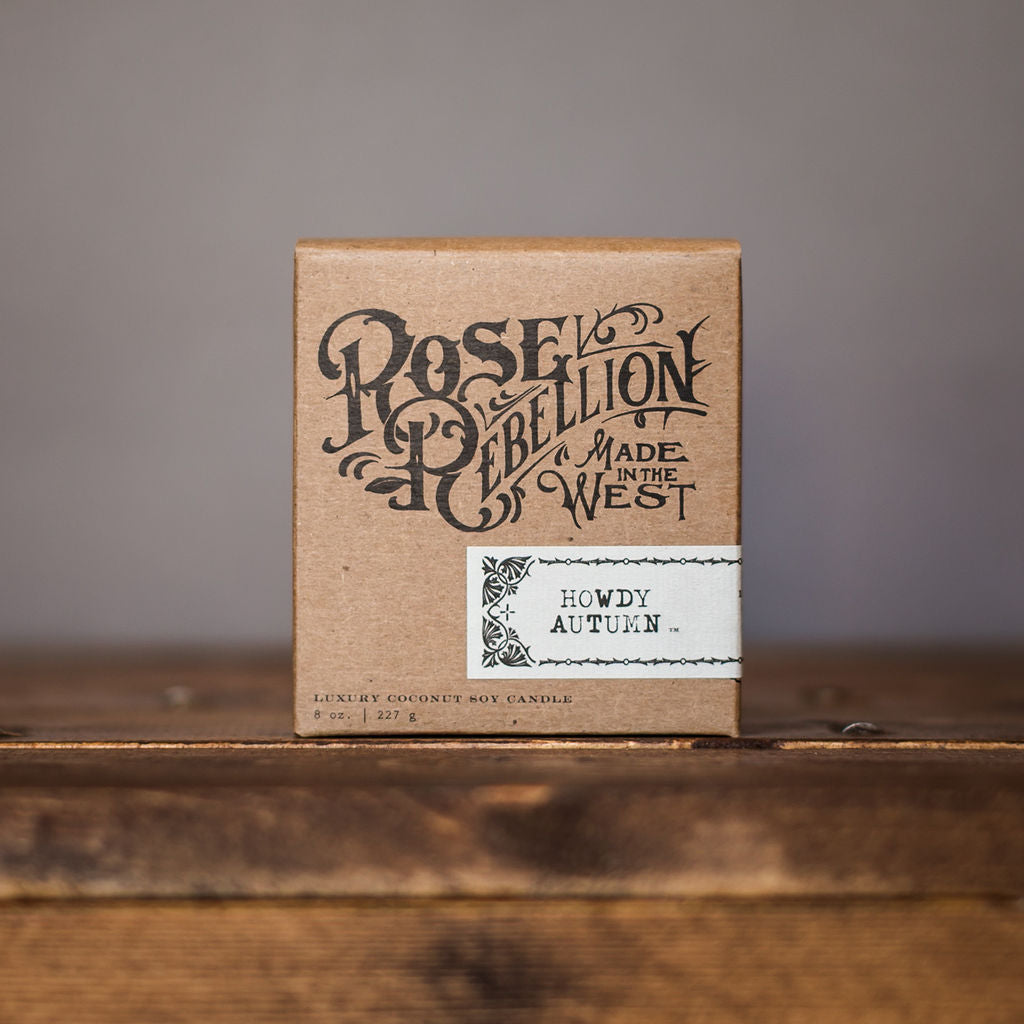 ROSE
REBELLION
MADE
IN THE
WEST
HOWDY
AUTUMN ™
LUXURY COCONUT SOY CANDLE
8 oz. | 227 g